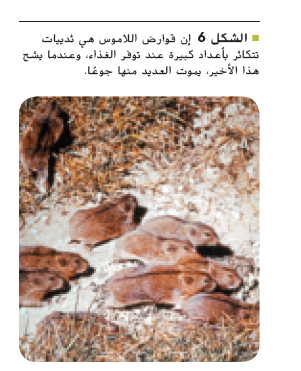 ■ الشكل 6 إن قوارض اللاموس هي ثدييات
تتكاثر بأعداد كبيرة عند توفر الغذاء، وعندما يشح
هذا الأخير، يموت العديد منها جوعًا.